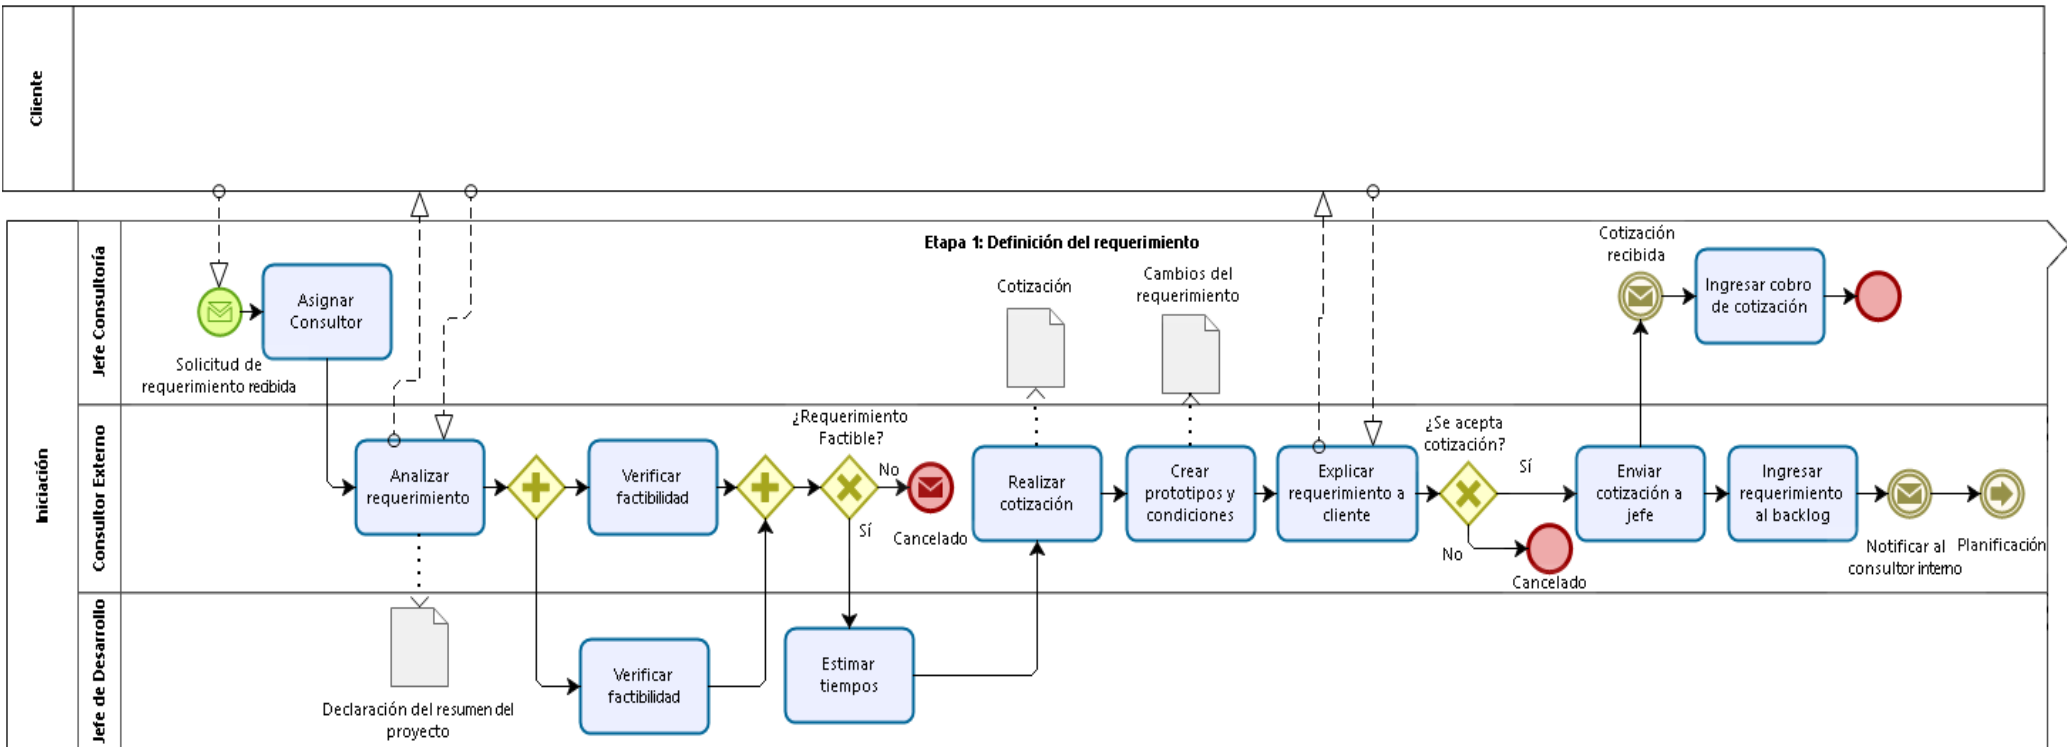 Cliente
Iniciación
Jefe Consultoría
Etapa 1: Definición del requerimiento
Solicitud de
requerimiento recibida
Asignar
Consultor
Cotización
Cambios del
requerimiento
Cotización
recibida
Ingresar cobro
de cotización
Consultor Externo
Analizar
requerimiento
Verificar
factibilidad
¿Requerimiento
Factible?
No
Sí
Cancelado
Realizar
cotización
Crear
prototipos y
condiciones
Explicar
requerimiento a
cliente
¿Se acepta
cotización?
Sí
No
Cancelado
Enviar
cotización a
jefe
Ingresar
requerimiento
al backlog
Notificar al
consultor interno
Planificación
Jefe de Desarrollo
Declaración del resumen del
proyecto
Verificar
factibilidad
Estimar
tiempos